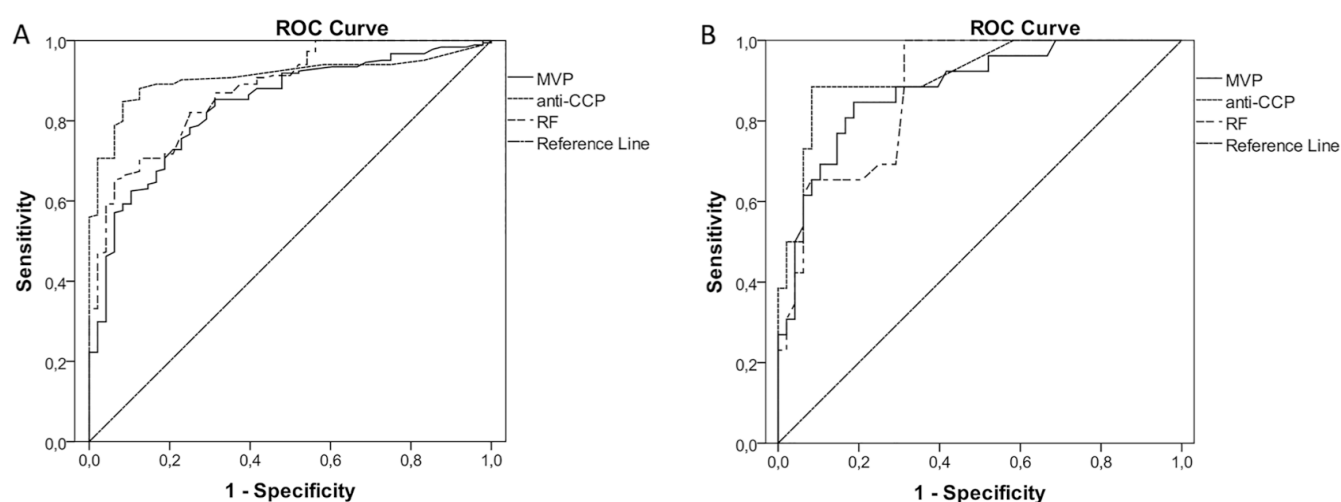 A
ROC Curve
1,0
0,8
0,6
0,4
0,2
0,0
Sensitivity
0,0 0,2 0,4 0,6 0,8 1,0
1 - Specificity
MVP
anti-CCP
RF
Reference Line
B
ROC Curve
1,0
0,8
0,6
0,4
0,2
0,0
Sensitivity
0,0 0,2 0,4 0,6 0,8 1,0
1 - Specificity
MVP
anti-CCP
RF
Reference Line